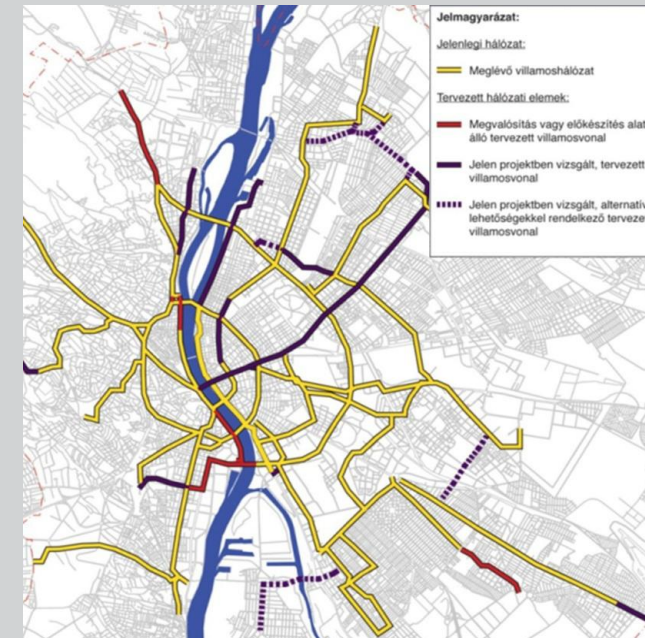 Jelmagyarázat:
Jelenlegi hálózat:
Meglévő villamoshálózat
Tervezett hálózati elemek:
Megvalósítás vagy előkészítés alat
álló tervezett villamosvonal
Jelen projektben vizsgált, tervezett
villamosvonal
Jelen projektben vizsgált, alternatív
lehetőségekkel rendelkező tervezet
villamosvonal